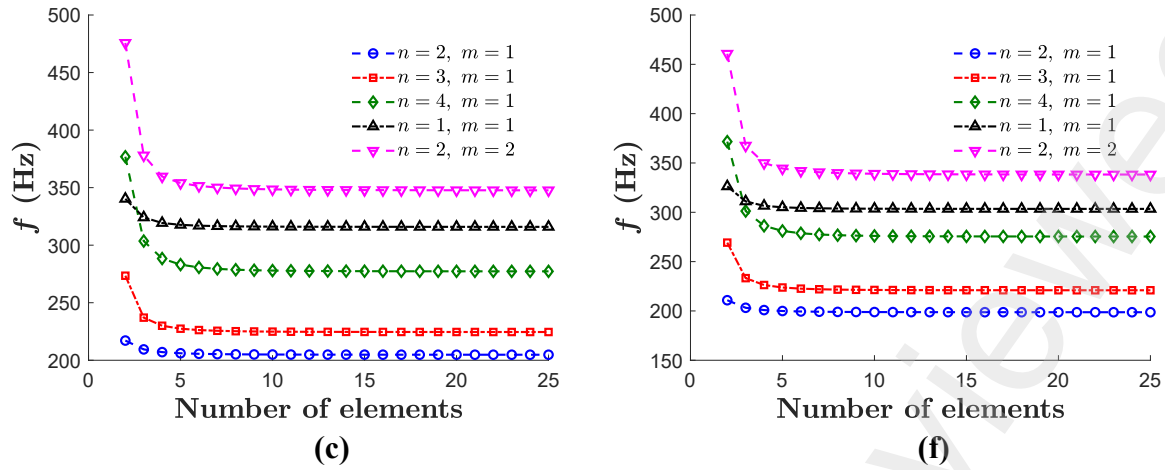 500
450
400
350
300
250
200
0 5 10 15 20 25
f (Hz)
Number of elements
n = 2, m = 1
n = 3, m = 1
n = 4, m = 1
n = 1, m = 1
n = 2, m = 2
(c)
500
450
400
350
300
250
200
150
0 5 10 15 20 25
f (Hz)
Number of elements
n = 2, m = 1
n = 3, m = 1
n = 4, m = 1
n = 1, m = 1
n = 2, m = 2
(f)